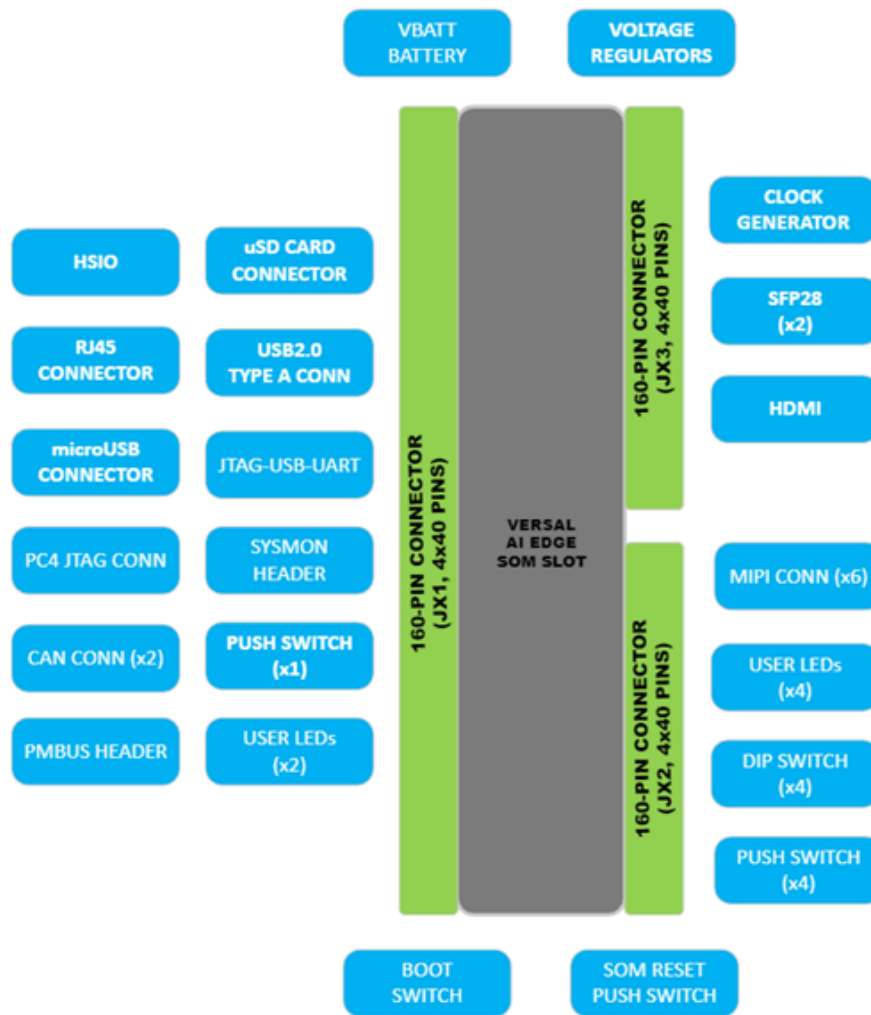 VBATT
BATTERY
VOLTAGE
REGULATORS
HSIO
uSD CARD
CONNECTOR
RJ45
CONNECTOR
USB2.0
TYPE A CONN
microUSB
CONNECTOR
JTAG-USB-UART
PC4 JTAG CONN
SYSMON
HEADER
CAN CONN (x2)
PUSH SWITCH
(x1)
PMBUS HEADER
USER LEDs
(x2)
160-PIN CONNECTOR
(JX1, 4x40 PINS)
VERSAL
AI EDGE
SOM SLOT
160-PIN CONNECTOR
(JX3, 4x40 PINS)
160-PIN CONNECTOR
(JX2, 4x40 PINS)
CLOCK
GENERATOR
SFP28
(x2)
HDMI
MIPI CONN (x6)
USER LEDs
(x4)
DIP SWITCH
(x4)
PUSH SWITCH
(x4)
BOOT
SWITCH
SOM RESET
PUSH SWITCH